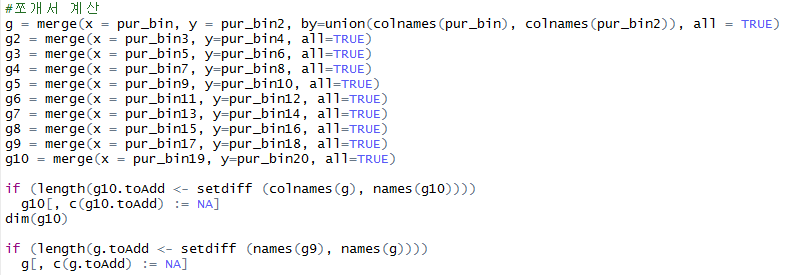 #쪼개서 계산
g = merge(x = pur_bin, y = pur_bin2, by=union(colnames(pur_bin), colnames(pur_bin2)), all = TRUE)
g2 = merge(x = pur_bin3, y=pur_bin4, all=TRUE)
g3 = merge(x = pur_bin5, y=pur_bin6, all=TRUE)
g4 = merge(x = pur_bin7, y=pur_bin8, all=TRUE)
g5 = merge(x = pur_bin9, y=pur_bin10, all=TRUE)
g6 = merge(x = pur_bin11, y=pur_bin12, all=TRUE)
g7 = merge(x = pur_bin13, y=pur_bin14, all=TRUE)
g8 = merge(x = pur_bin15, y=pur_bin16, all=TRUE)
g9 = merge(x = pur_bin17, y=pur_bin18, all=TRUE)
g10 = merge(x = pur_bin19, y=pur_bin20, all=TRUE)
if (length(g10.toAdd <- setdiff (colnames(g), names(g10))))
g10[, c(g10.toAdd) := NA]
dim(g10)
if (length(g.toAdd <- setdiff (names(g9), names(g))))
g[, c(g.toAdd) := NA]